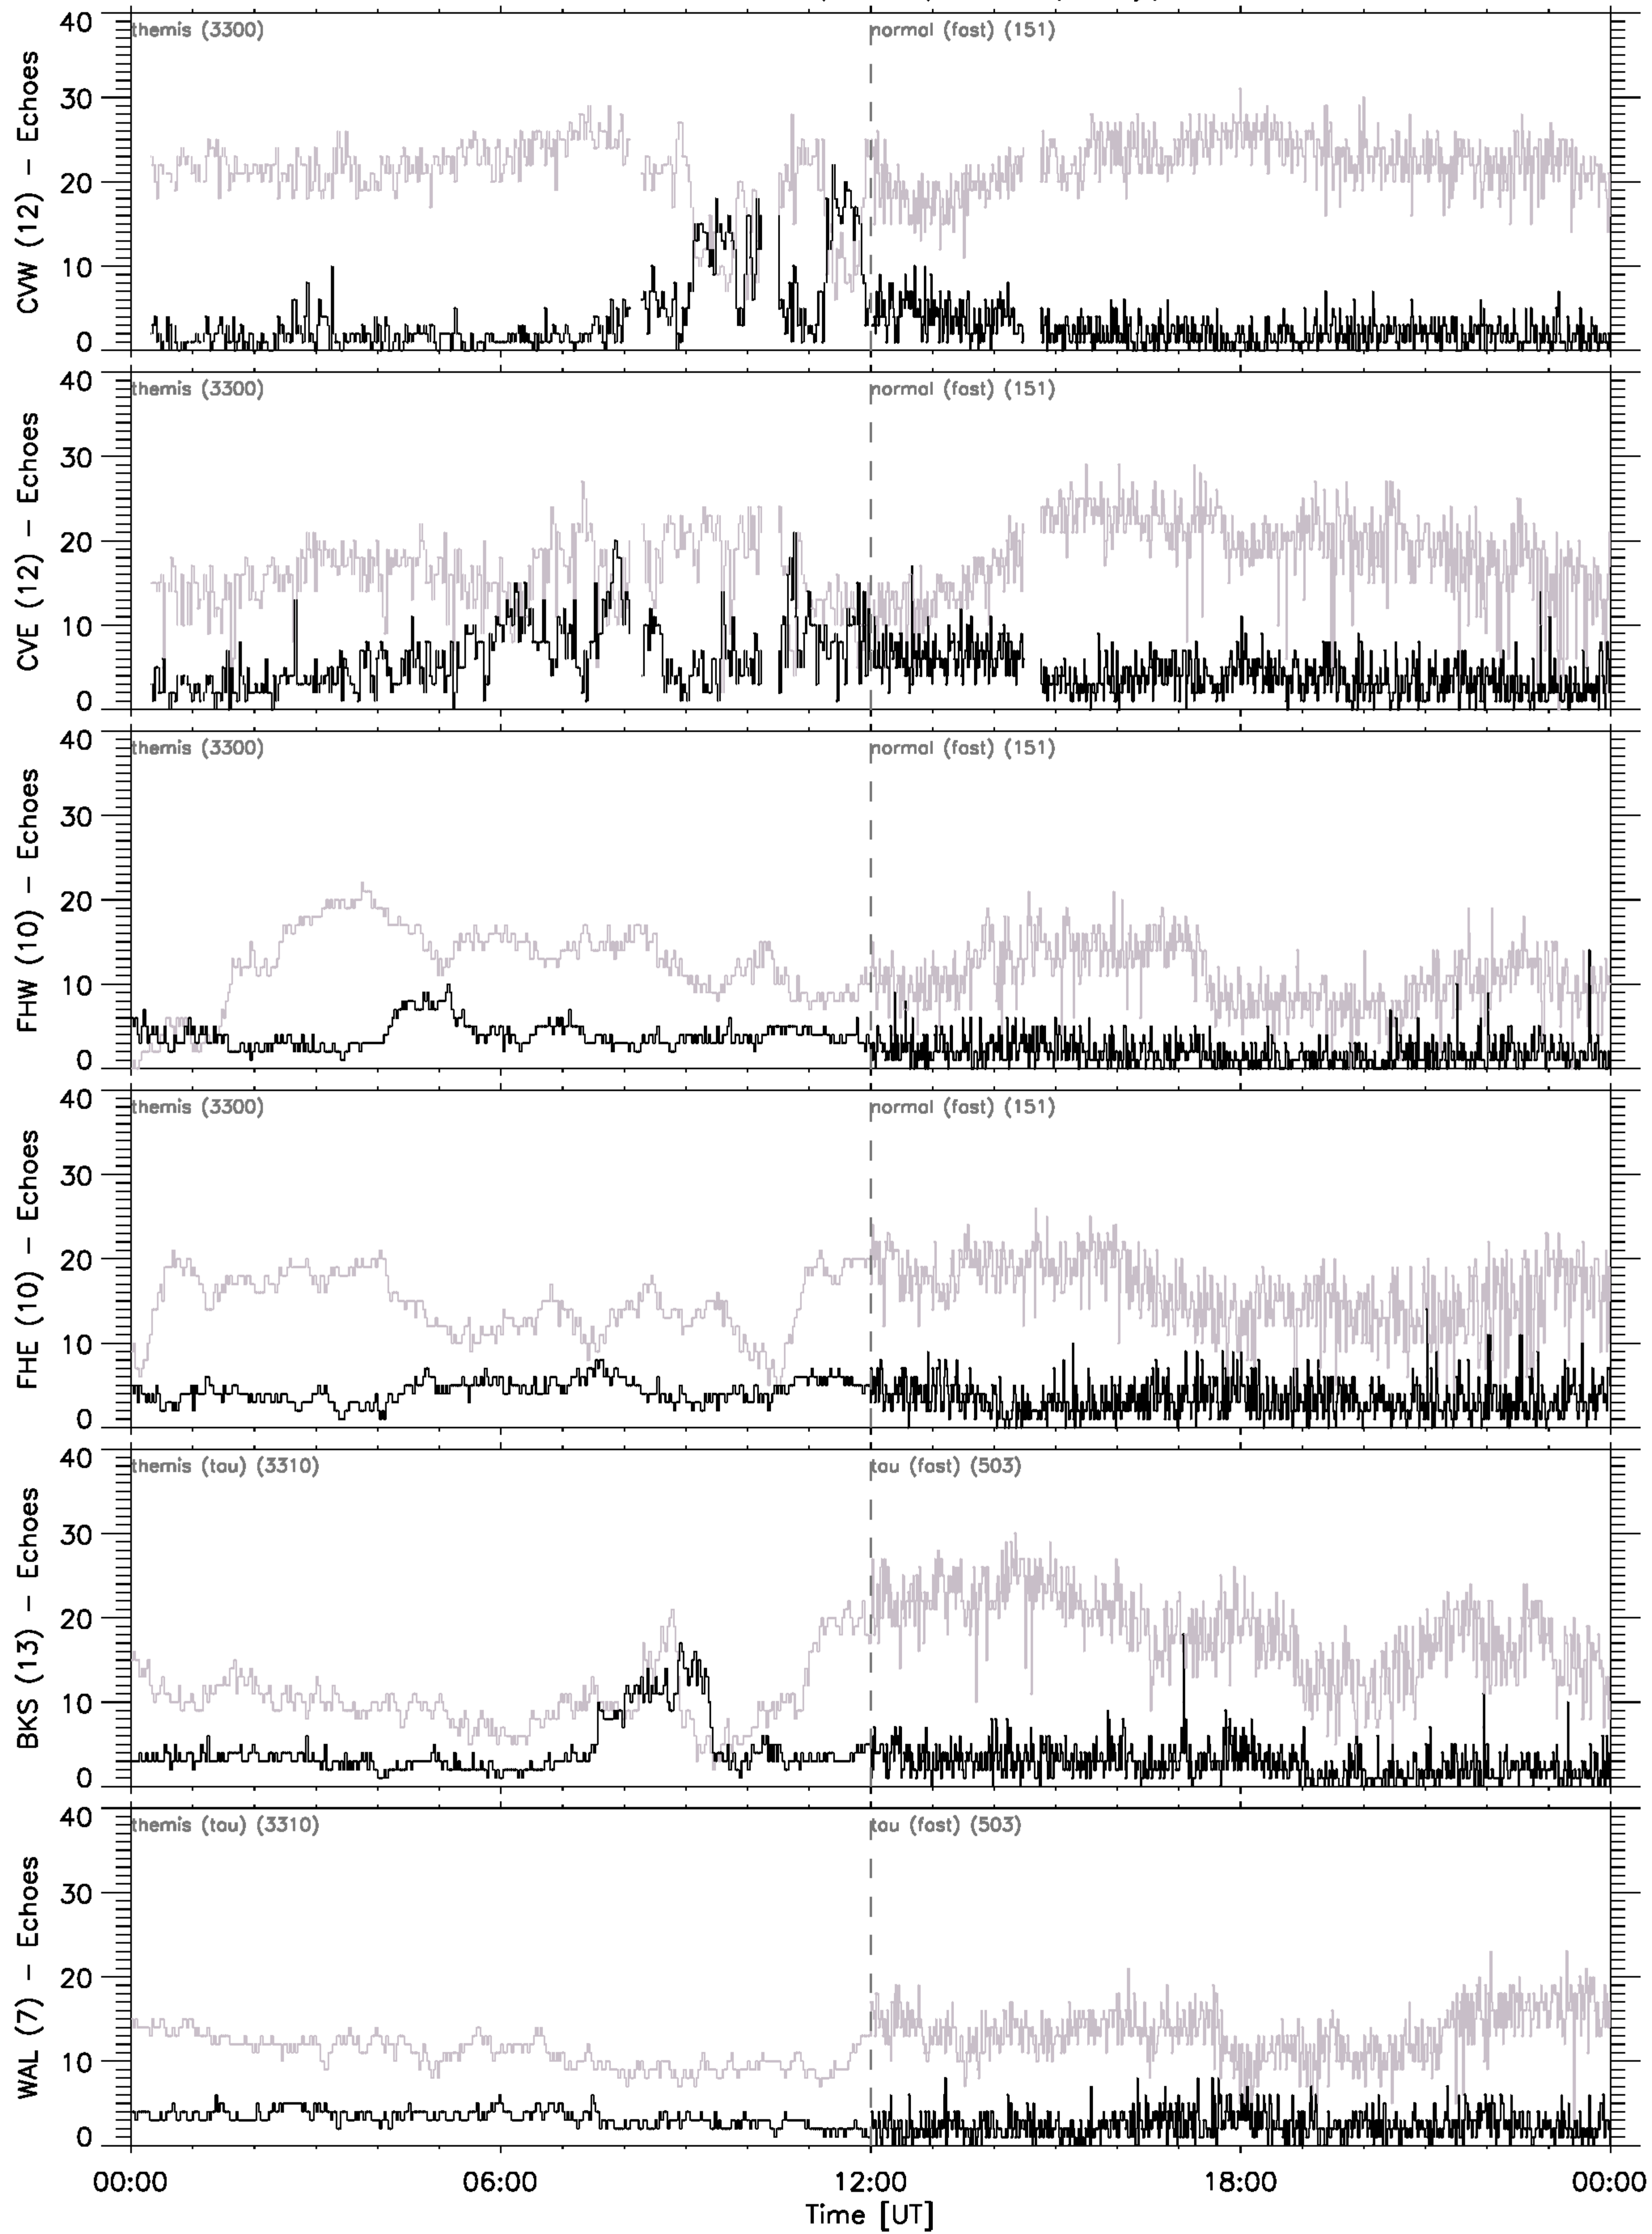 themis (3300) normal (fast) (151)
CVW (12) - Echoes
40
30
20
10
0
themis (3300) normal (fast) (151)
CVE (12) - Echoes
40
30
20
10
0
themis (3300) normal (fast) (151)
FHW (10) - Echoes
40
30
20
10
0
themis (3300) normal (fast) (151)
FHE (10) - Echoes
40
30
20
10
0
themis (tau) (3310) tau (fast) (503)
BKS (13) - Echoes
40
30
20
10
0
themis (tau) (3310) tau (fast) (503)
WAL (7) - Echoes
40
30
20
10
0
00:00 06:00 12:00 18:00 00:00
Time [UT]